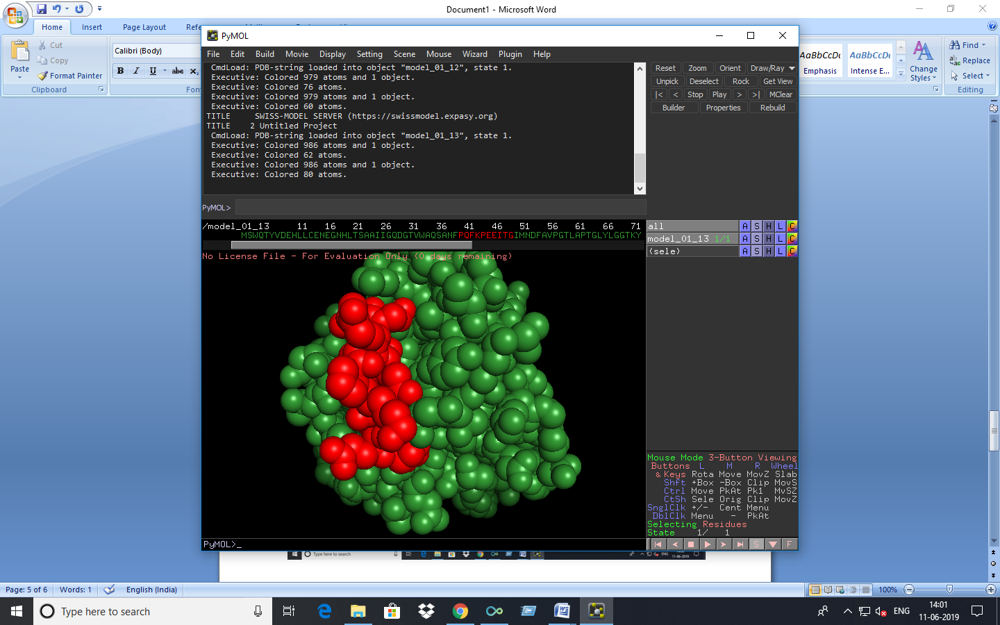 Document1 - Microsoft Word
Home Insert Page Layout Refe
Cut
Copy
Format Painter
Paste
Clipboard
Calibri (Body)
B I U abc x₂
Font
AaBbCcDc AaBbCcDc
Emphasis Intense E...
Change Styles
Find
Replace
Select
Editing
PyMOL
File Edit Build Movie Display Setting Scene Mouse Wizard Plugin Help
CmdLoad: PDB-string loaded into object "model_01_12", state 1.
Executive: Colored 979 atoms and 1 object.
Executive: Colored 76 atoms.
Executive: Colored 979 atoms and 1 object.
Executive: Colored 60 atoms.
TITLE SWISS-MODEL SERVER (https://swissmodel.expasy.org)
TITLE 2 Untitled Project
CmdLoad: PDB-string loaded into object "model_01_13", state 1.
Executive: Colored 986 atoms and 1 object.
Executive: Colored 62 atoms.
Executive: Colored 986 atoms and 1 object.
Executive: Colored 80 atoms.
Reset Zoom Orient Draw/Ray
Unpick Deselect Rock Get View
|< < Stop Play > >| MClear
Builder Properties Rebuild
PyMOL>
/model_01_13 11 16 21 26 31 36 41 46 51 56 61 66 71
MSWQTYVDEHLLCENEGNHLTSAAIIGQDGTVWAQSANFPQFKPEEITGIMNDFAVPGTLAPTGLYLGGTKY
No License File - For Evaluation Only (0 days remaining)
all A S H L C
model_01_13 1/1 A S H L C
(sele) A S H L C
Mouse Mode 3-Button Viewing
Buttons L M R Wheel
& Keys Rota Move MovZ Slab
Shft +Box -Box Clip MovS
Ctrl Move PkAt Pk1 MvSZ
CtSh Sele Orig Clip MovZ
SnglClk +/- Cent Menu
DblClk Menu - PkAt
Selecting Residues
State 1/ 1
S F
PyMOL>_
Type here to search
ENG
11-06-2019
Page: 5 of 6 Words: 1 English (India) 100%
Type here to search
ENG
14:01
11-06-2019